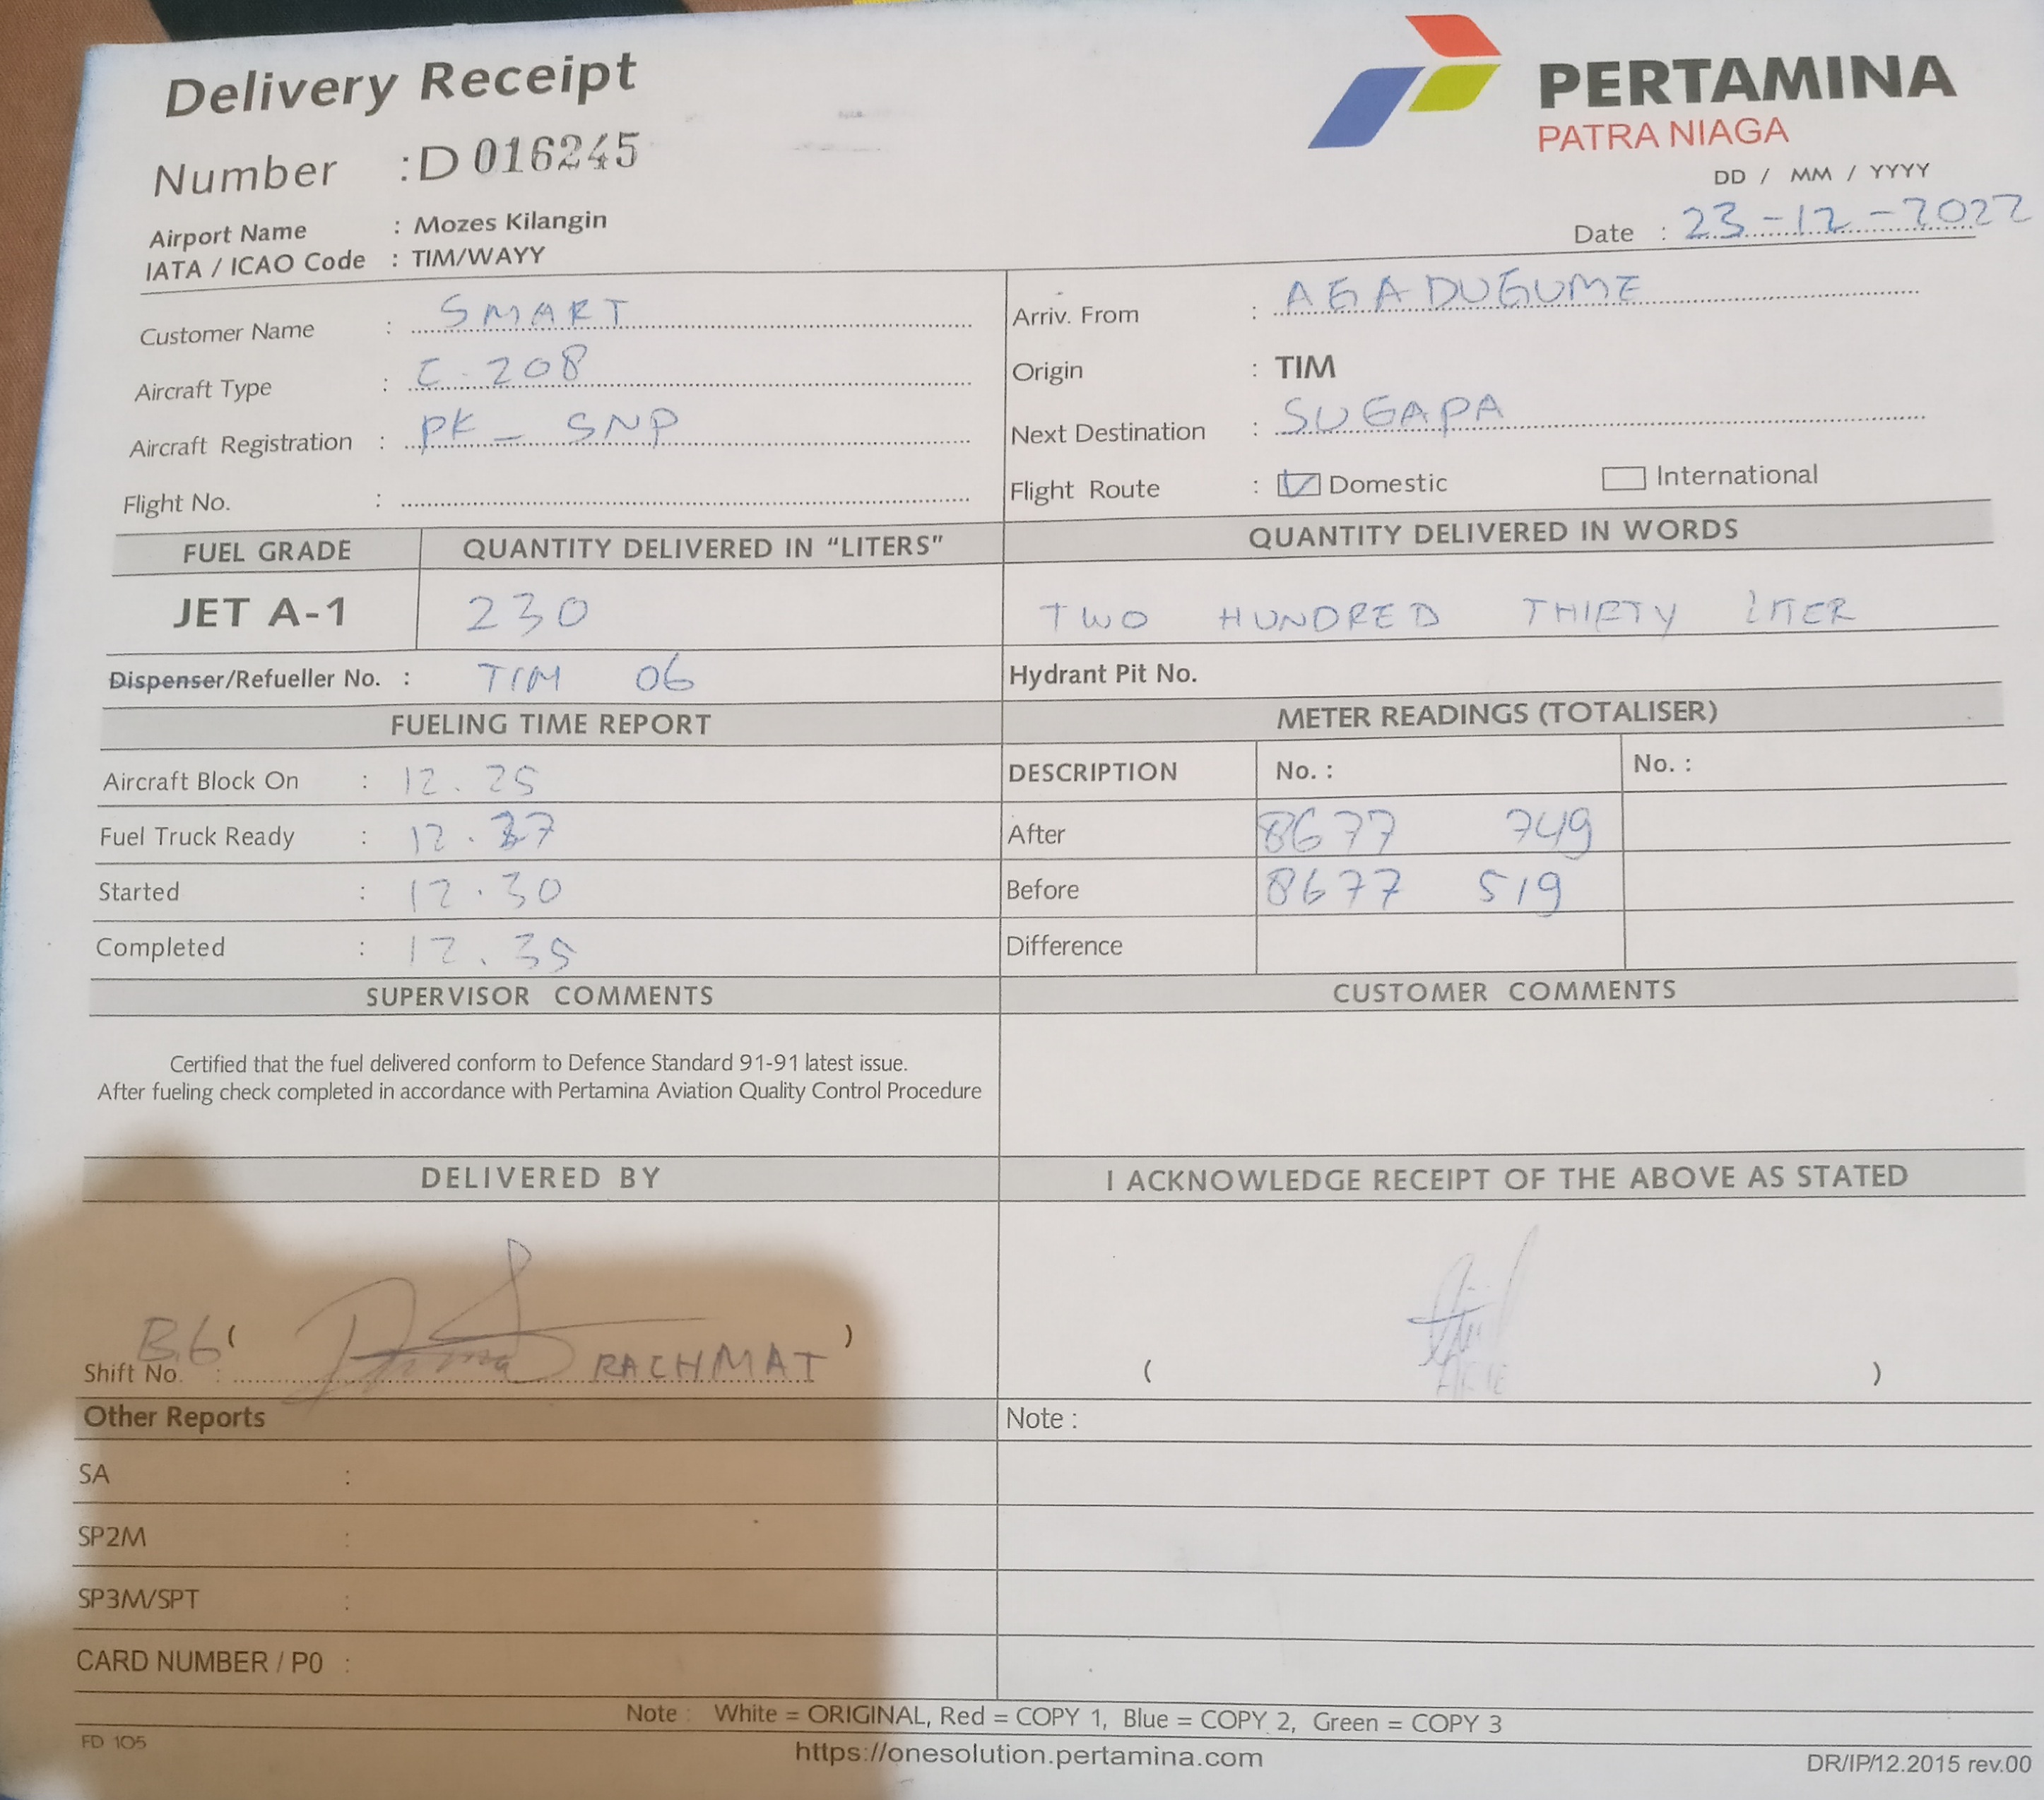 Delivery Receipt
PERTAMINA
PATRA NIAGA
Number : D 016245
DD / MM / YYYY
Date : 23-12-2022
Airport Name : Mozes Kilangin
IATA / ICAO Code : TIM/WAYY
Customer Name : SMART
Arriv. From : AGADUGUME
Aircraft Type : C-208
Origin : TIM
Aircraft Registration : PK - SNP
Next Destination : SUGAPA
Flight No. :
Flight Route : Domestic International
FUEL GRADE QUANTITY DELIVERED IN “LITERS” QUANTITY DELIVERED IN WORDS
JET A-1 230 TWO HUNDRED THIRTY LITER
Dispenser/Refueller No. : TIM 06
Hydrant Pit No.
FUELING TIME REPORT METER READINGS (TOTALISER)
Aircraft Block On : 12.25
DESCRIPTION No. : No. :
Fuel Truck Ready : 12.27
After 8677 749
Started : 12.30
Before 8677 519
Completed : 12.35
Difference
SUPERVISOR COMMENTS CUSTOMER COMMENTS
Certified that the fuel delivered conform to Defence Standard 91-91 latest issue.
After fueling check completed in accordance with Pertamina Aviation Quality Control Procedure
DELIVERED BY I ACKNOWLEDGE RECEIPT OF THE ABOVE AS STATED
B6 ( )
Shift No. : RACHMAT
( )
Other Reports Note :
SA :
SP2M :
SP3M/SPT :
CARD NUMBER / P0 :
Note : White = ORIGINAL, Red = COPY 1, Blue = COPY 2, Green = COPY 3
FD 105
https://onesolution.pertamina.com
DR/IP/12.2015 rev.00